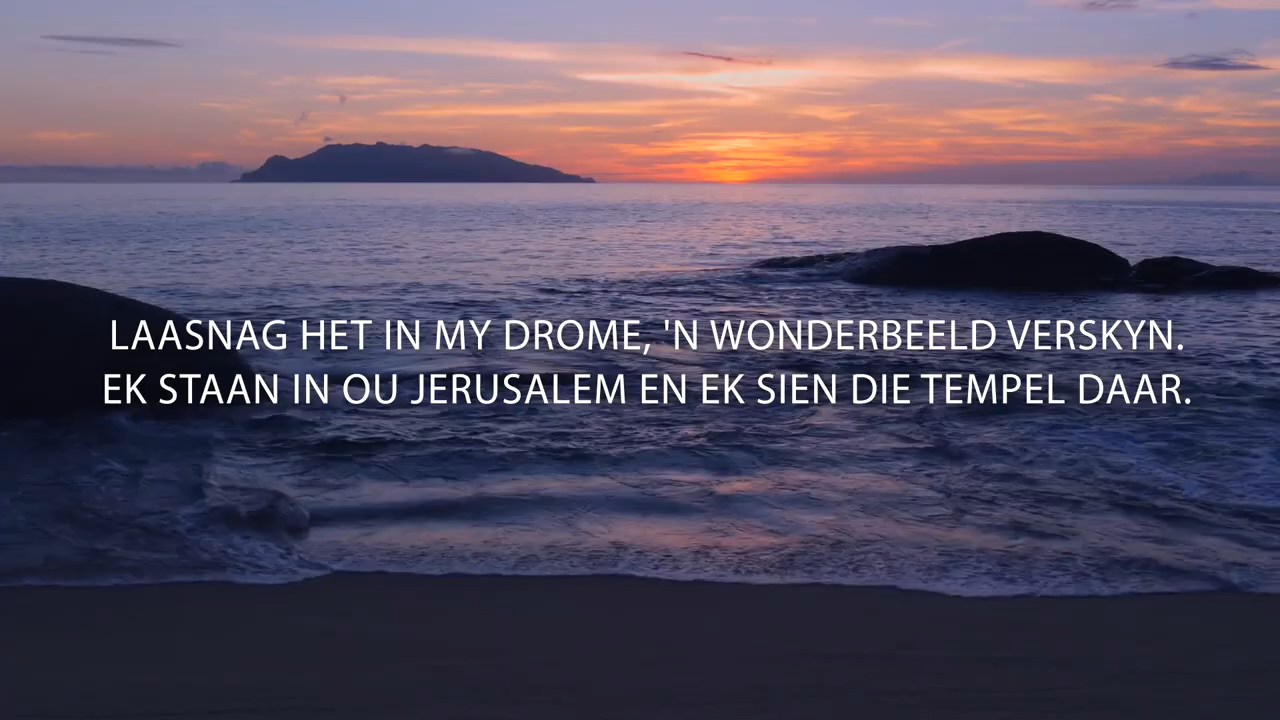 LAASNAG HET IN MY DROME, 'N WONDERBEELD VERSKYN.
EK STAAN IN OU JERUSALEM EN EK SIEN DIE TEMPEL DAAR.